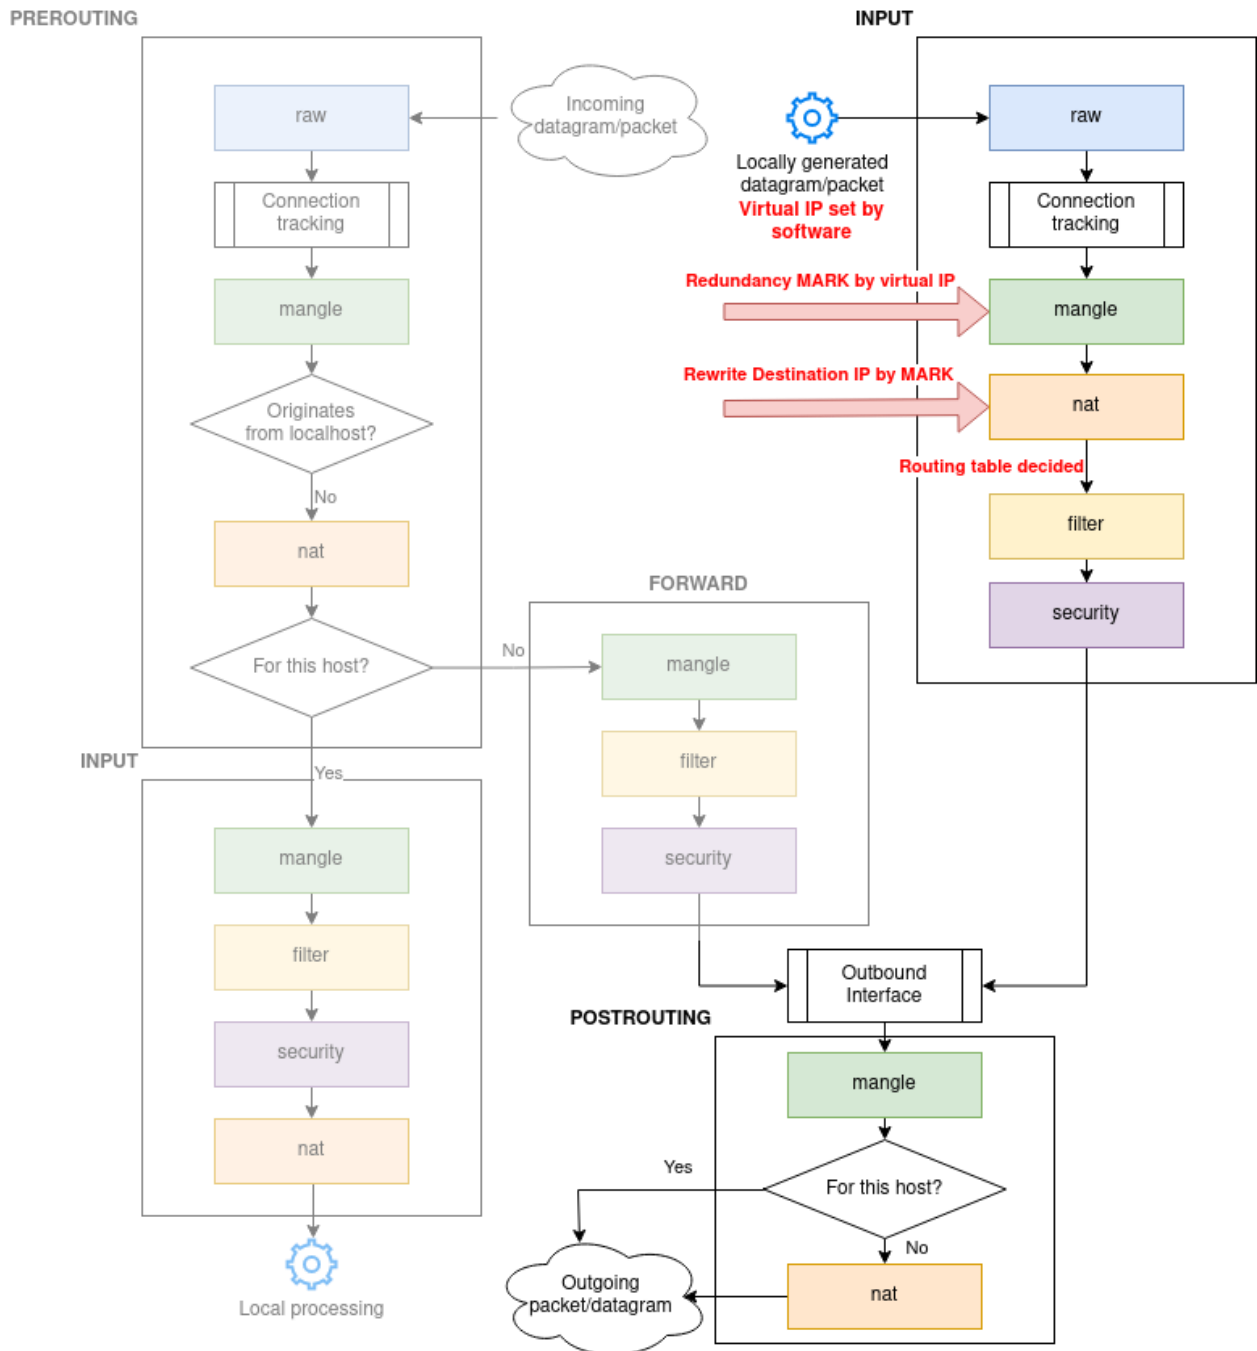 PREROUTING
raw
Incoming
datagram/packet
Connection
tracking
mangle
Originates
from localhost?
No
nat
For this host?
No
Yes
INPUT
mangle
filter
security
nat
Local processing
FORWARD
mangle
filter
security
INPUT
Locally generated
datagram/packet
Virtual IP set by
software
raw
Connection
tracking
Redundancy MARK by virtual IP
mangle
Rewrite Destination IP by MARK
nat
Routing table decided
filter
security
Outbound
Interface
POSTROUTING
mangle
For this host?
Yes
No
nat
Outgoing
packet/datagram